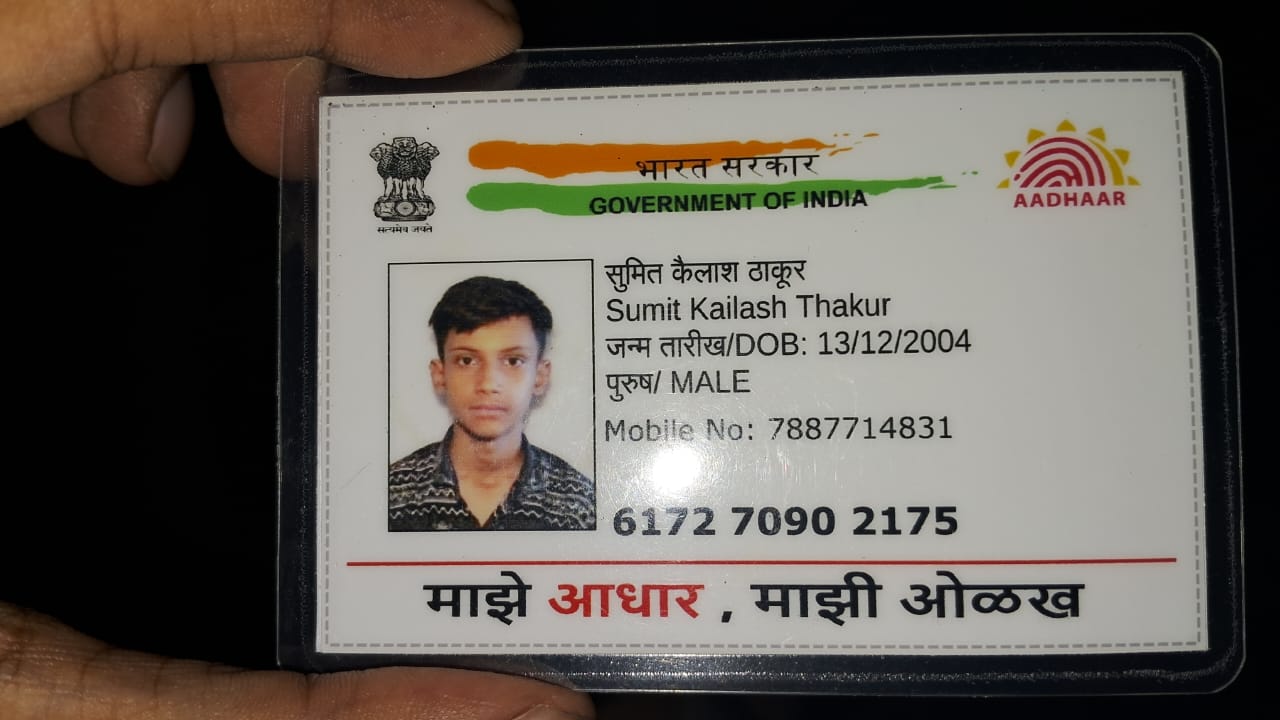 भारत सरकार
GOVERNMENT OF INDIA
सत्यमेव जयते
AADHAAR
सुमित कैलाश ठाकूर
Sumit Kailash Thakur
जन्म तारीख/DOB: 13/12/2004
पुरुष/ MALE
Mobile No: 7887714831
6172 7090 2175
माझे आधार , माझी ओळख